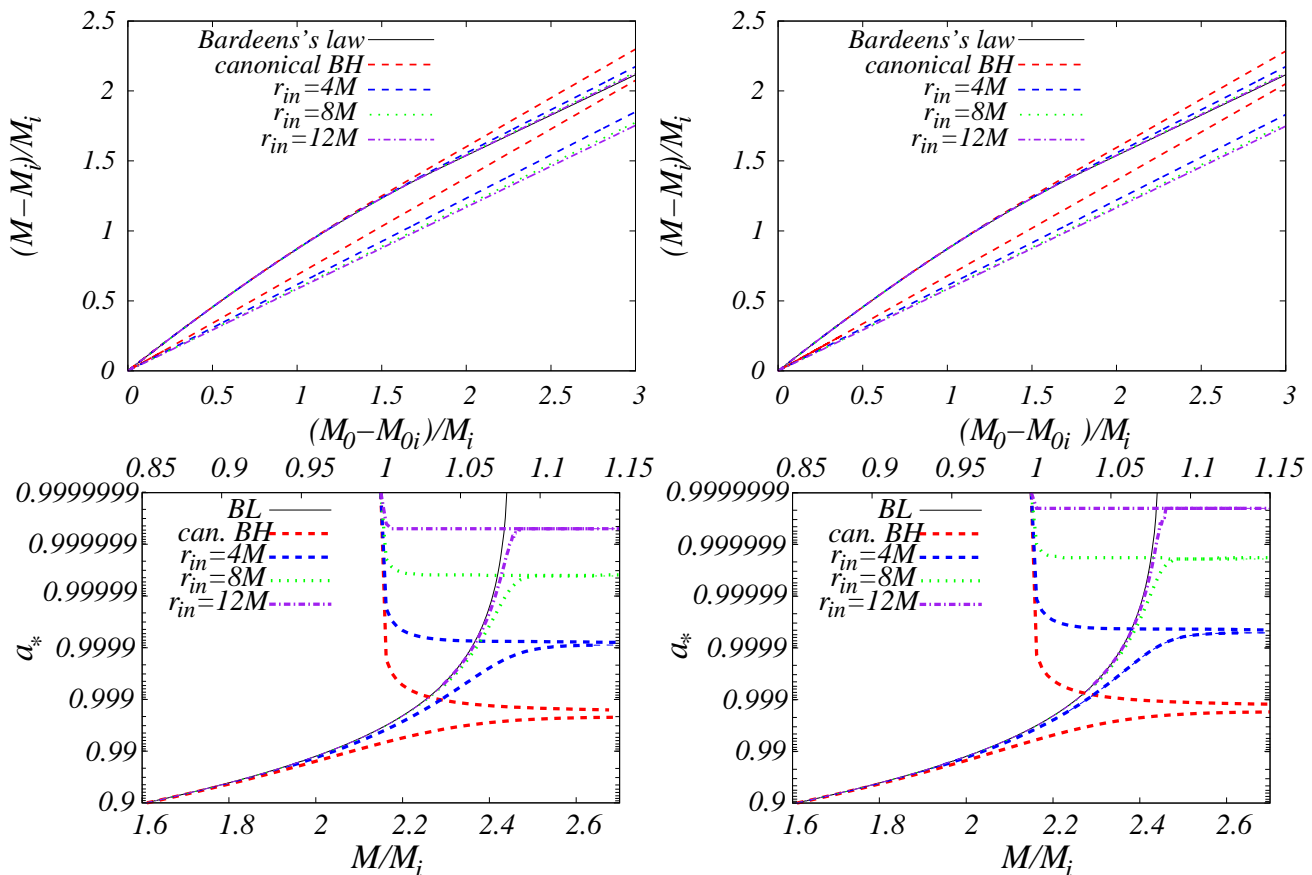 2.5
2
1.5
1
0.5
0
(M−M_i)/M_i
Bardeens's law
canonical BH
r_in=4M
r_in=8M
r_in=12M
0 0.5 1 1.5 2 2.5 3
(M_0−M_0i)/M_i
2.5
2
1.5
1
0.5
0
(M−M_i)/M_i
Bardeens's law
canonical BH
r_in=4M
r_in=8M
r_in=12M
0 0.5 1 1.5 2 2.5 3
(M_0−M_0i)/M_i
0.85 0.9 0.95 1 1.05 1.1 1.15
0.9999999
0.999999
0.99999
0.9999
0.999
0.99
0.9
a_*
BL
can. BH
r_in=4M
r_in=8M
r_in=12M
1.6 1.8 2 2.2 2.4 2.6
M/M_i
0.85 0.9 0.95 1 1.05 1.1 1.15
0.9999999
0.999999
0.99999
0.9999
0.999
0.99
0.9
a_*
BL
can. BH
r_in=4M
r_in=8M
r_in=12M
1.6 1.8 2 2.2 2.4 2.6
M/M_i